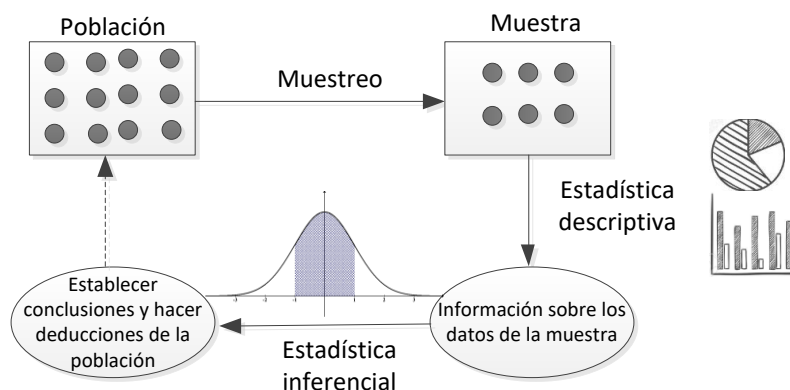 Población
Muestra
Muestreo
Estadística
descriptiva
Establecer
conclusiones y hacer
deducciones de la
población
Información sobre los
datos de la muestra
Estadística
inferencial